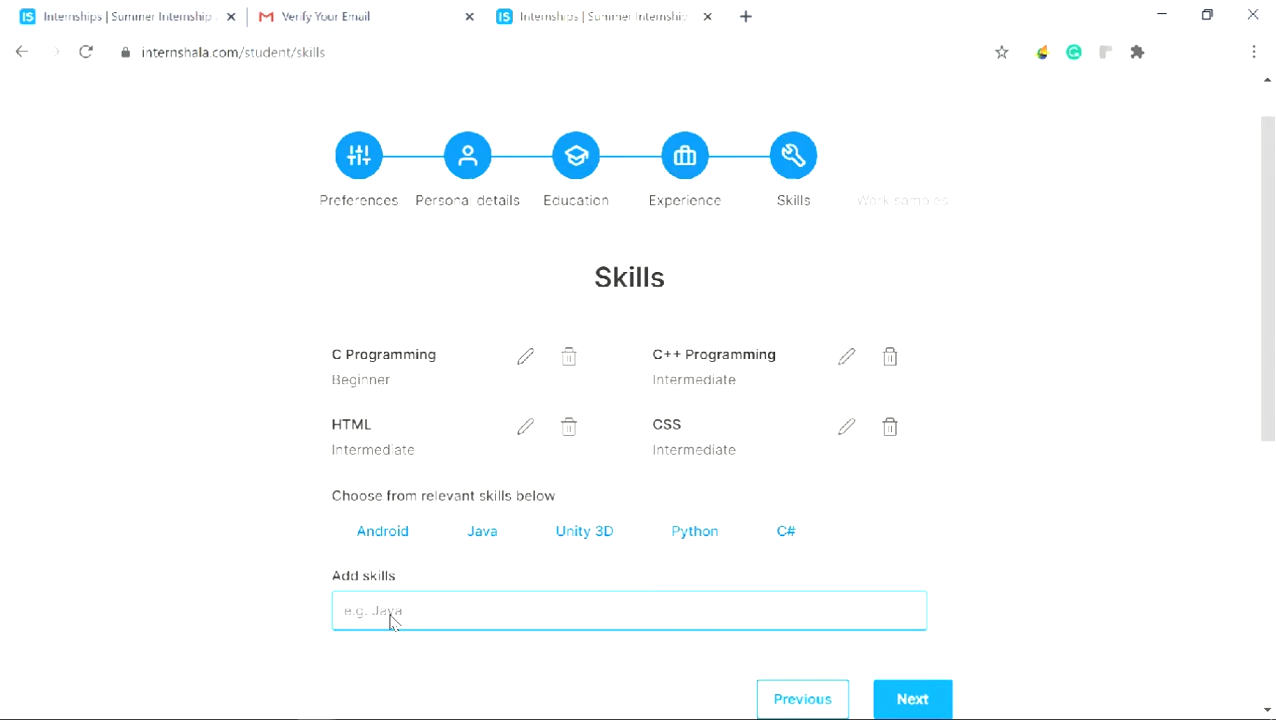 IS Internships | Summer Internship
Verify Your Email
IS Internships | Summer Internship
internshala.com/student/skills
Preferences Personal details Education Experience Skills Work samples
Skills
C Programming C++ Programming
Beginner Intermediate
HTML CSS
Intermediate Intermediate
Choose from relevant skills below
Android Java Unity 3D Python C#
Add skills
e.g. Java
Previous Next